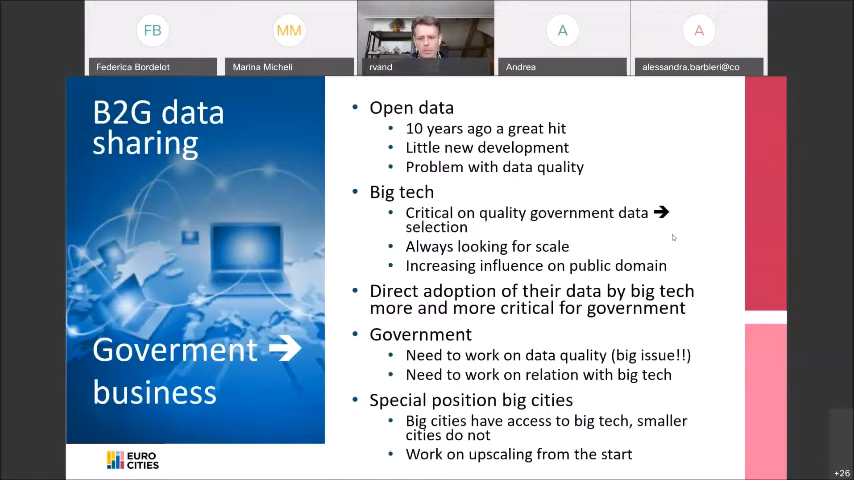 FB
MM
A
A
Federica Bordelot
Marina Micheli
rvand
Andrea
alessandra.barbieri@co
B2G data
sharing
Goverment ➔
business
EURO
CITIES
• Open data
• 10 years ago a great hit
• Little new development
• Problem with data quality
• Big tech
• Critical on quality government data ➔
selection
• Always looking for scale
• Increasing influence on public domain
• Direct adoption of their data by big tech
more and more critical for government
• Government
• Need to work on data quality (big issue!!)
• Need to work on relation with big tech
• Special position big cities
• Big cities have access to big tech, smaller
cities do not
• Work on upscaling from the start
+26